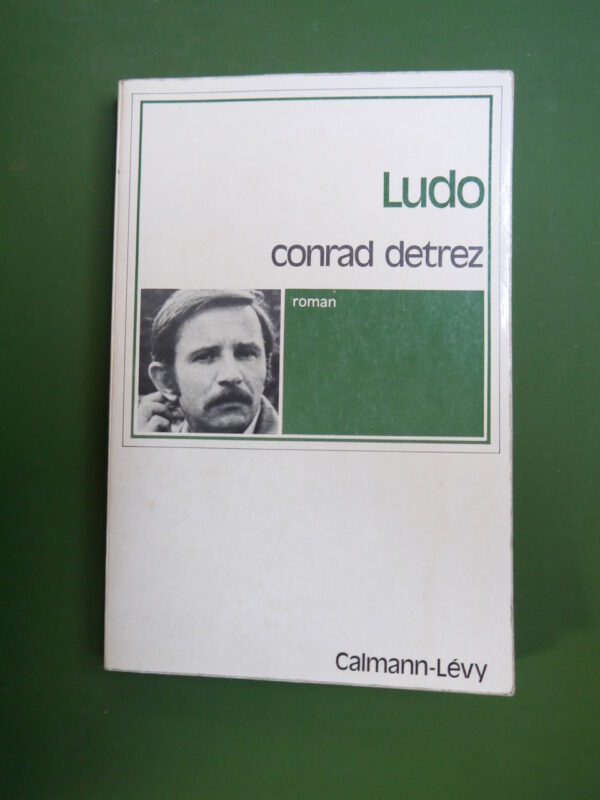 Ludo
conrad detrez
roman
Calmann-Lévy